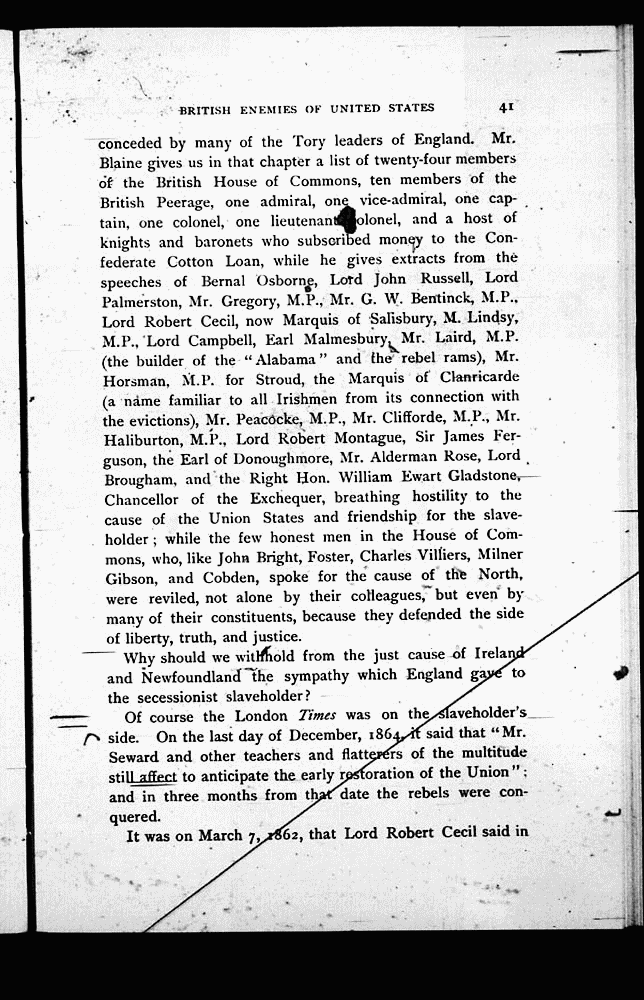 BRITISH ENEMIES OF UNITED STATES 41
conceded by many of the Tory leaders of England. Mr.
Blaine gives us in that chapter a list of twenty-four members
of the British House of Commons, ten members of the
British Peerage, one admiral, one vice-admiral, one cap-
tain, one colonel, one lieutenant-colonel, and a host of
knights and baronets who subscribed money to the Con-
federate Cotton Loan, while he gives extracts from the
speeches of Bernal Osborne, Lord John Russell, Lord
Palmerston, Mr. Gregory, M.P., Mr. G. W. Bentinck, M.P.,
Lord Robert Cecil, now Marquis of Salisbury, M. Lindsy,
M.P., Lord Campbell, Earl Malmesbury, Mr. Laird, M.P.
(the builder of the "Alabama" and the rebel rams), Mr.
Horsman, M.P. for Stroud, the Marquis of Clanricarde
(a name familiar to all Irishmen from its connection with
the evictions), Mr. Peacocke, M.P., Mr. Clifforde, M.P., Mr.
Haliburton, M.P., Lord Robert Montague, Sir James Fer-
guson, the Earl of Donoughmore, Mr. Alderman Rose, Lord
Brougham, and the Right Hon. William Ewart Gladstone,
Chancellor of the Exchequer, breathing hostility to the
cause of the Union States and friendship for the slave-
holder; while the few honest men in the House of Com-
mons, who, like John Bright, Foster, Charles Villiers, Milner
Gibson, and Cobden, spoke for the cause of the North,
were reviled, not alone by their colleagues, but even by
many of their constituents, because they defended the side
of liberty, truth, and justice.
Why should we withhold from the just cause of Ireland
and Newfoundland the sympathy which England gave to
the secessionist slaveholder?
Of course the London Times was on the slaveholder's
side. On the last day of December, 1864, it said that "Mr.
Seward and other teachers and flatterers of the multitude
still affect to anticipate the early restoration of the Union";
and in three months from that date the rebels were con-
quered.
It was on March 7, 1862, that Lord Robert Cecil said in